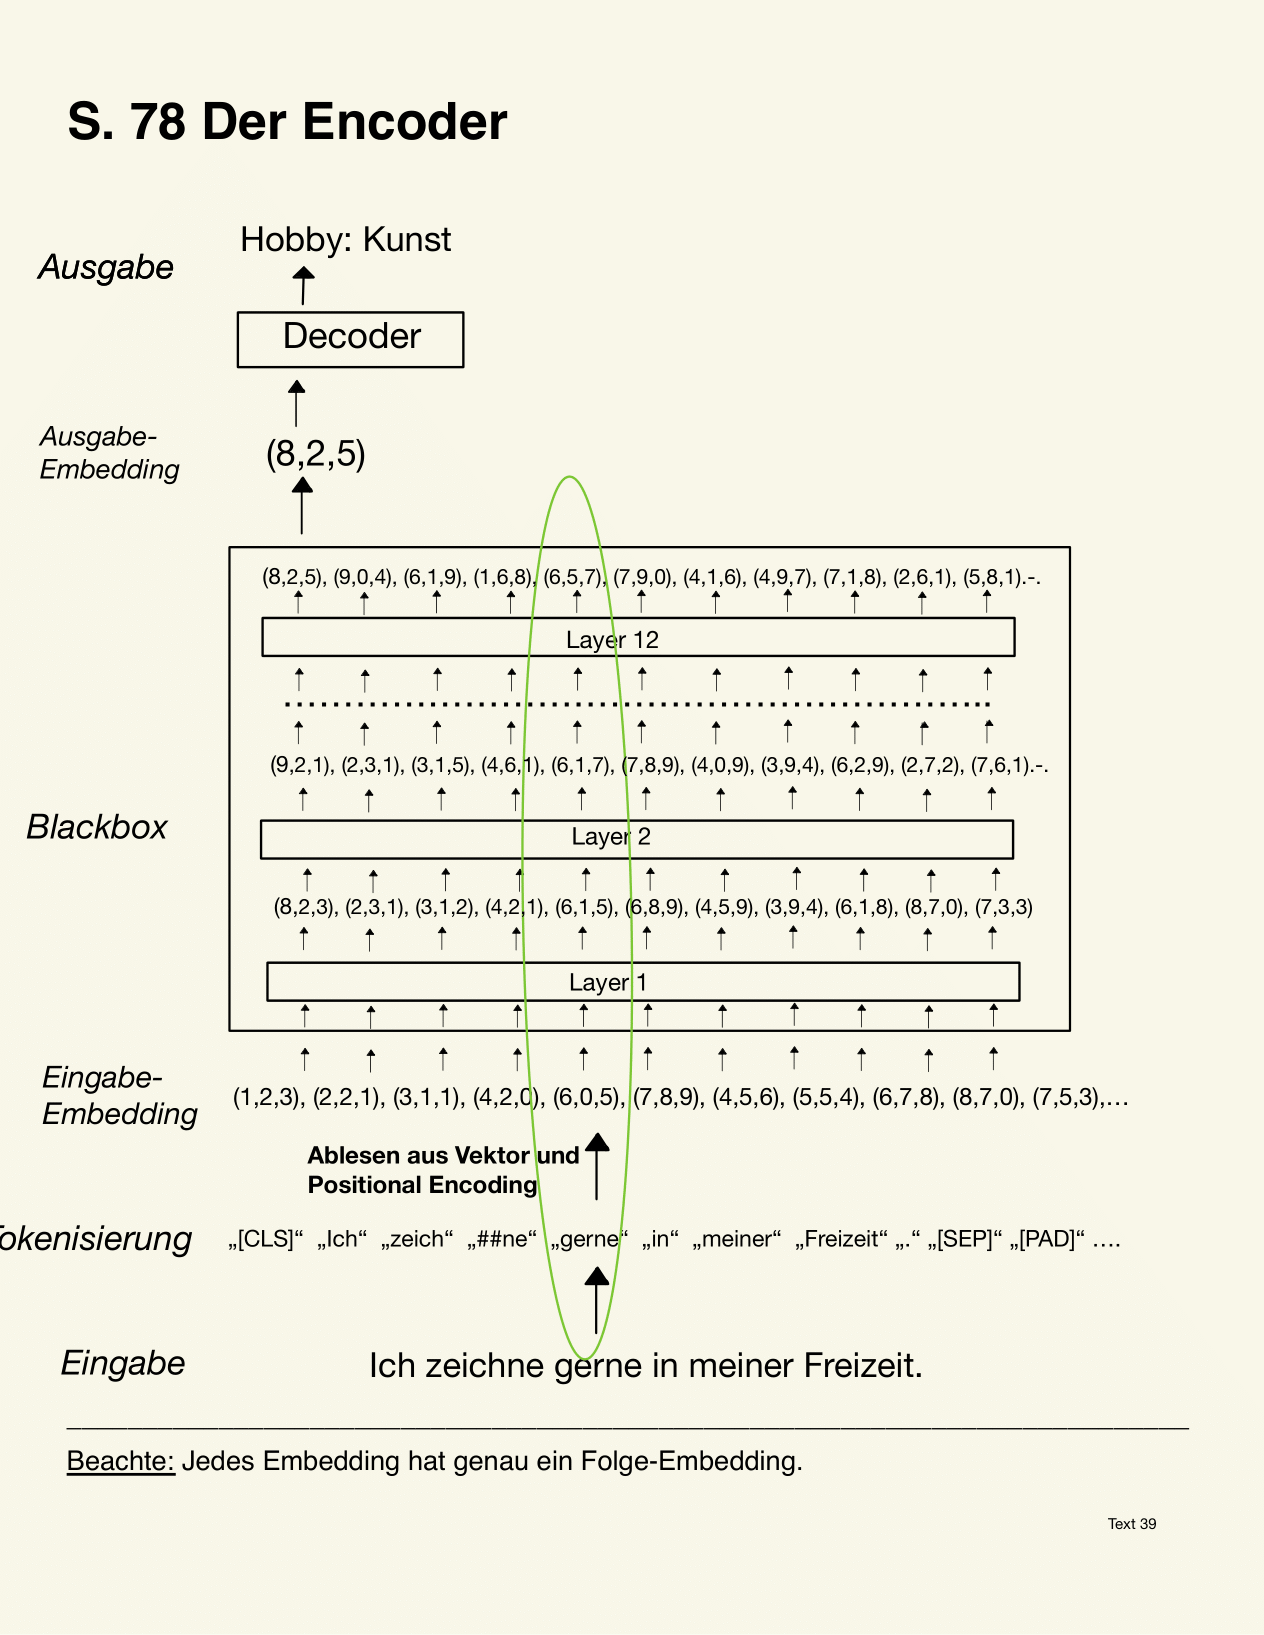 S. 78 Der Encoder
Hobby: Kunst
Ausgabe
Decoder
Ausgabe-
Embedding
(8,2,5)
(8,2,5), (9,0,4), (6,1,9), (1,6,8), (6,5,7), (7,9,0), (4,1,6), (4,9,7), (7,1,8), (2,6,1), (5,8,1).-.
Layer 12
(9,2,1), (2,3,1), (3,1,5), (4,6,1), (6,1,7), (7,8,9), (4,0,9), (3,9,4), (6,2,9), (2,7,2), (7,6,1).-.
Blackbox
Layer 2
(8,2,3), (2,3,1), (3,1,2), (4,2,1), (6,1,5), (6,8,9), (4,5,9), (3,9,4), (6,1,8), (8,7,0), (7,3,3)
Layer 1
Eingabe-
Embedding
(1,2,3), (2,2,1), (3,1,1), (4,2,0), (6,0,5), (7,8,9), (4,5,6), (5,5,4), (6,7,8), (8,7,0), (7,5,3),…
Ablesen aus Vektor und
Positional Encoding
Tokenisierung
„[CLS]“ „Ich“ „zeich“ „##ne“ „gerne“ „in“ „meiner“ „Freizeit“ „.“ „[SEP]“ „[PAD]“ ….
Eingabe
Ich zeichne gerne in meiner Freizeit.
Beachte: Jedes Embedding hat genau ein Folge-Embedding.
Text 39